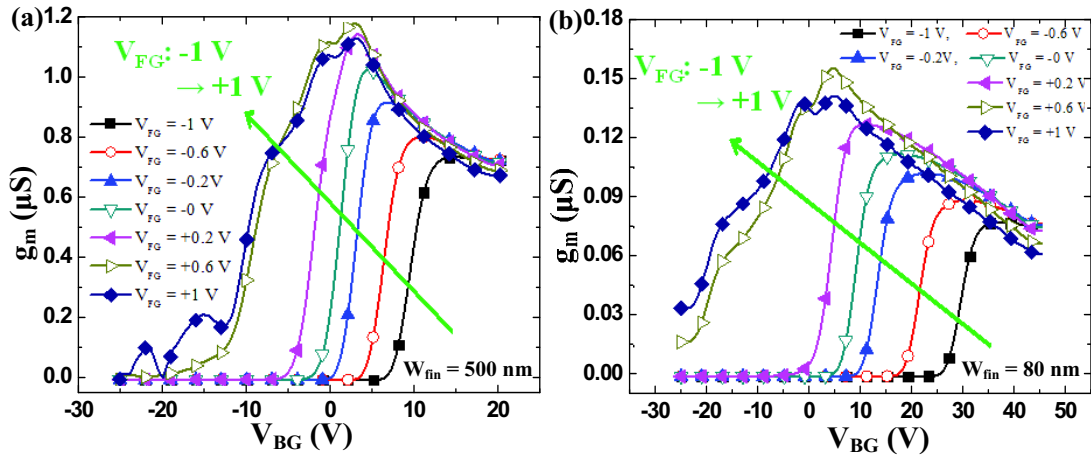 (a)
1.2
1.0
0.8
0.6
0.4
0.2
0.0
g_m (μS)
V_FG: -1 V
→ +1 V
V_FG = -1 V
V_FG = -0.6 V
V_FG = -0.2V
V_FG = -0 V
V_FG = +0.2 V
V_FG = +0.6 V
V_FG = +1 V
W_fin = 500 nm
-30 -20 -10 0 10 20
V_BG (V)
(b)
0.18
0.15
0.12
0.09
0.06
0.03
0.00
g_m (μS)
V_FG = -1 V, V_FG = -0.6V
V_FG = -0.2V, V_FG = -0V
V_FG = +0.2 V
V_FG = +0.6 V
V_FG = +1 V
V_FG: -1 V
→ +1 V
W_fin = 80 nm
-30 -20 -10 0 10 20 30 40 50
V_BG (V)